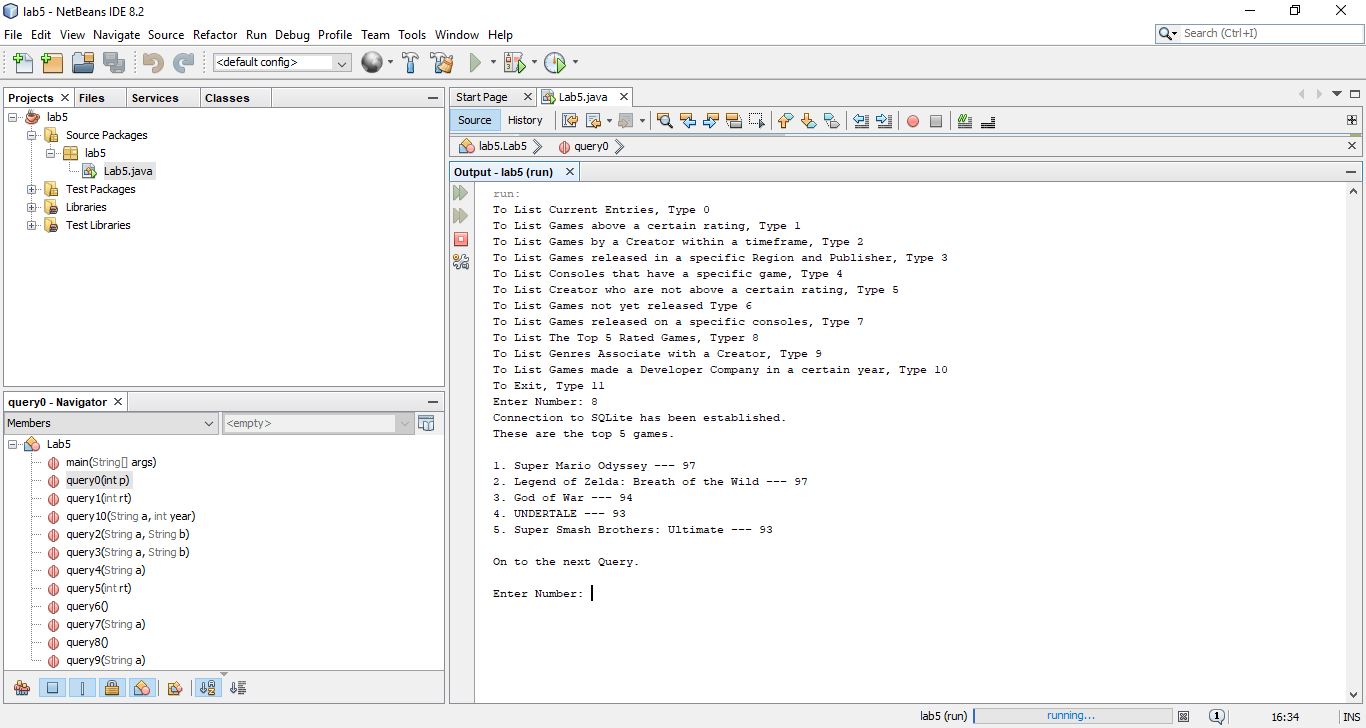 lab5 - NetBeans IDE 8.2
File Edit View Navigate Source Refactor Run Debug Profile Team Tools Window Help
Search (Ctrl+I)
<default config>
Projects Files Services Classes
lab5
Source Packages
lab5
Lab5.java
Test Packages
Libraries
Test Libraries
query0 - Navigator
Members
<empty>
Lab5
main(String[] args)
query0(int p)
query1(int rt)
query10(String a, int year)
query2(String a, String b)
query3(String a, String b)
query4(String a)
query5(int rt)
query6()
query7(String a)
query8()
query9(String a)
Start Page Lab5.java
Source History
lab5.Lab5 query0
Output - lab5 (run)
run:
To List Current Entries, Type 0
To List Games above a certain rating, Type 1
To List Games by a Creator within a timeframe, Type 2
To List Games released in a specific Region and Publisher, Type 3
To List Consoles that have a specific game, Type 4
To List Creator who are not above a certain rating, Type 5
To List Games not yet released Type 6
To List Games released on a specific consoles, Type 7
To List The Top 5 Rated Games, Typer 8
To List Genres Associate with a Creator, Type 9
To List Games made a Developer Company in a certain year, Type 10
To Exit, Type 11
Enter Number: 8
Connection to SQLite has been established.
These are the top 5 games.
1. Super Mario Odyssey --- 97
2. Legend of Zelda: Breath of the Wild --- 97
3. God of War --- 94
4. UNDERTALE --- 93
5. Super Smash Brothers: Ultimate --- 93
On to the next Query.
Enter Number:
lab5 (run) running... 1 16:34 INS